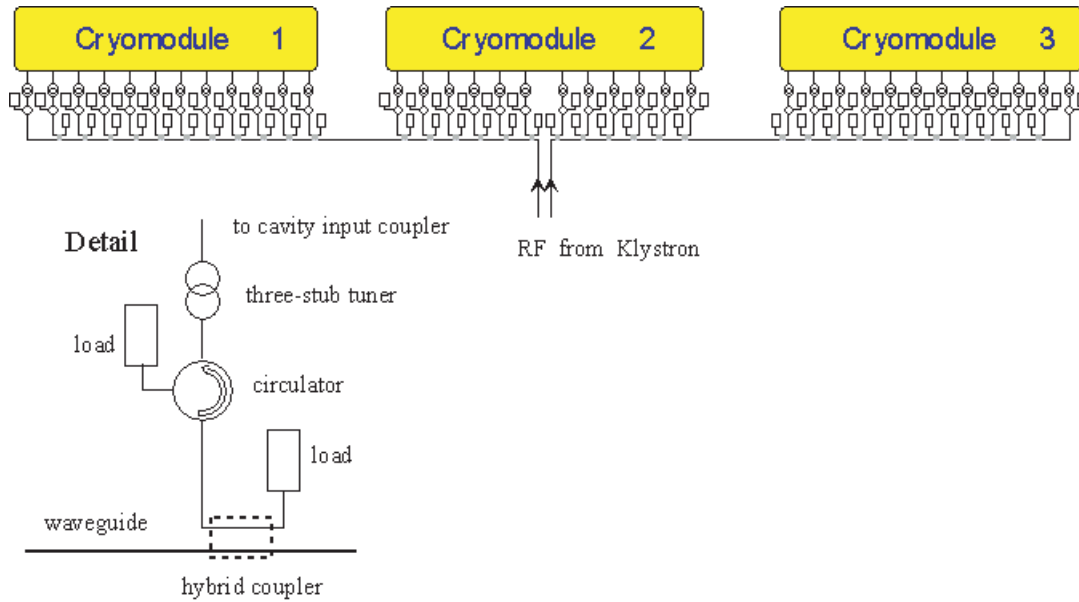 Cryomodule 1
Cryomodule 2
Cryomodule 3
to cavity input coupler
Detail
RF from Klystron
three-stub tuner
load
circulator
load
waveguide
hybrid coupler